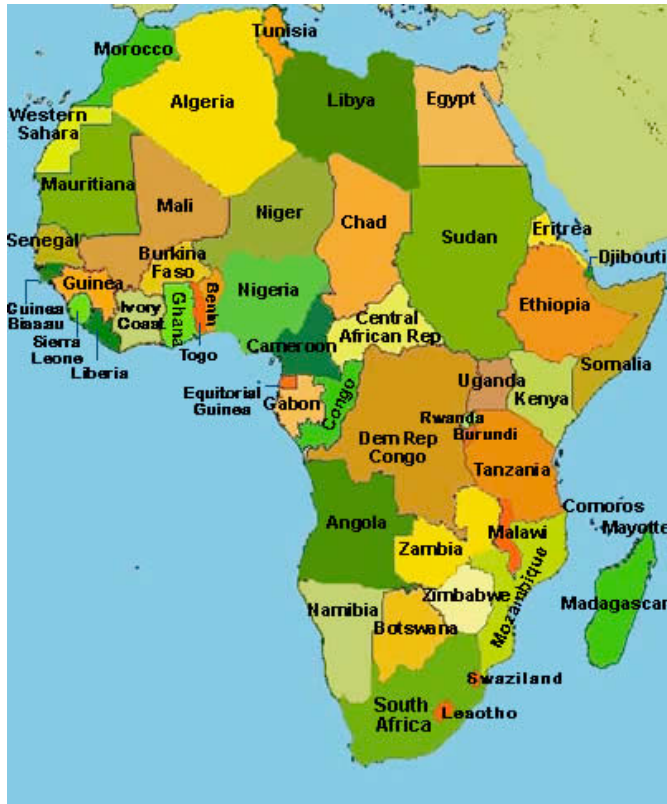 Tunisia
Morocco
Algeria
Libya
Egypt
Western
Sahara
Mauritiana
Mali
Niger
Chad
Sudan
Eritrea
Djibouti
Senegal
Burkina
Faso
Guinea
Nigeria
Benin
Ethiopia
Guinea
Bissau
Ivory
Coast
Ghana
Central
African Rep
Sierra
Leone
Liberia
Togo
Cameroon
Somalia
Uganda
Kenya
Equitorial
Guinea
Gabon
Congo
Rwanda
Burundi
Dem Rep
Congo
Tanzania
Angola
Comoros
Malawi
Mayotte
Zambia
Mozambique
Zimbabwe
Madagascar
Namibia
Botswana
Swaziland
South
Africa
Lesotho